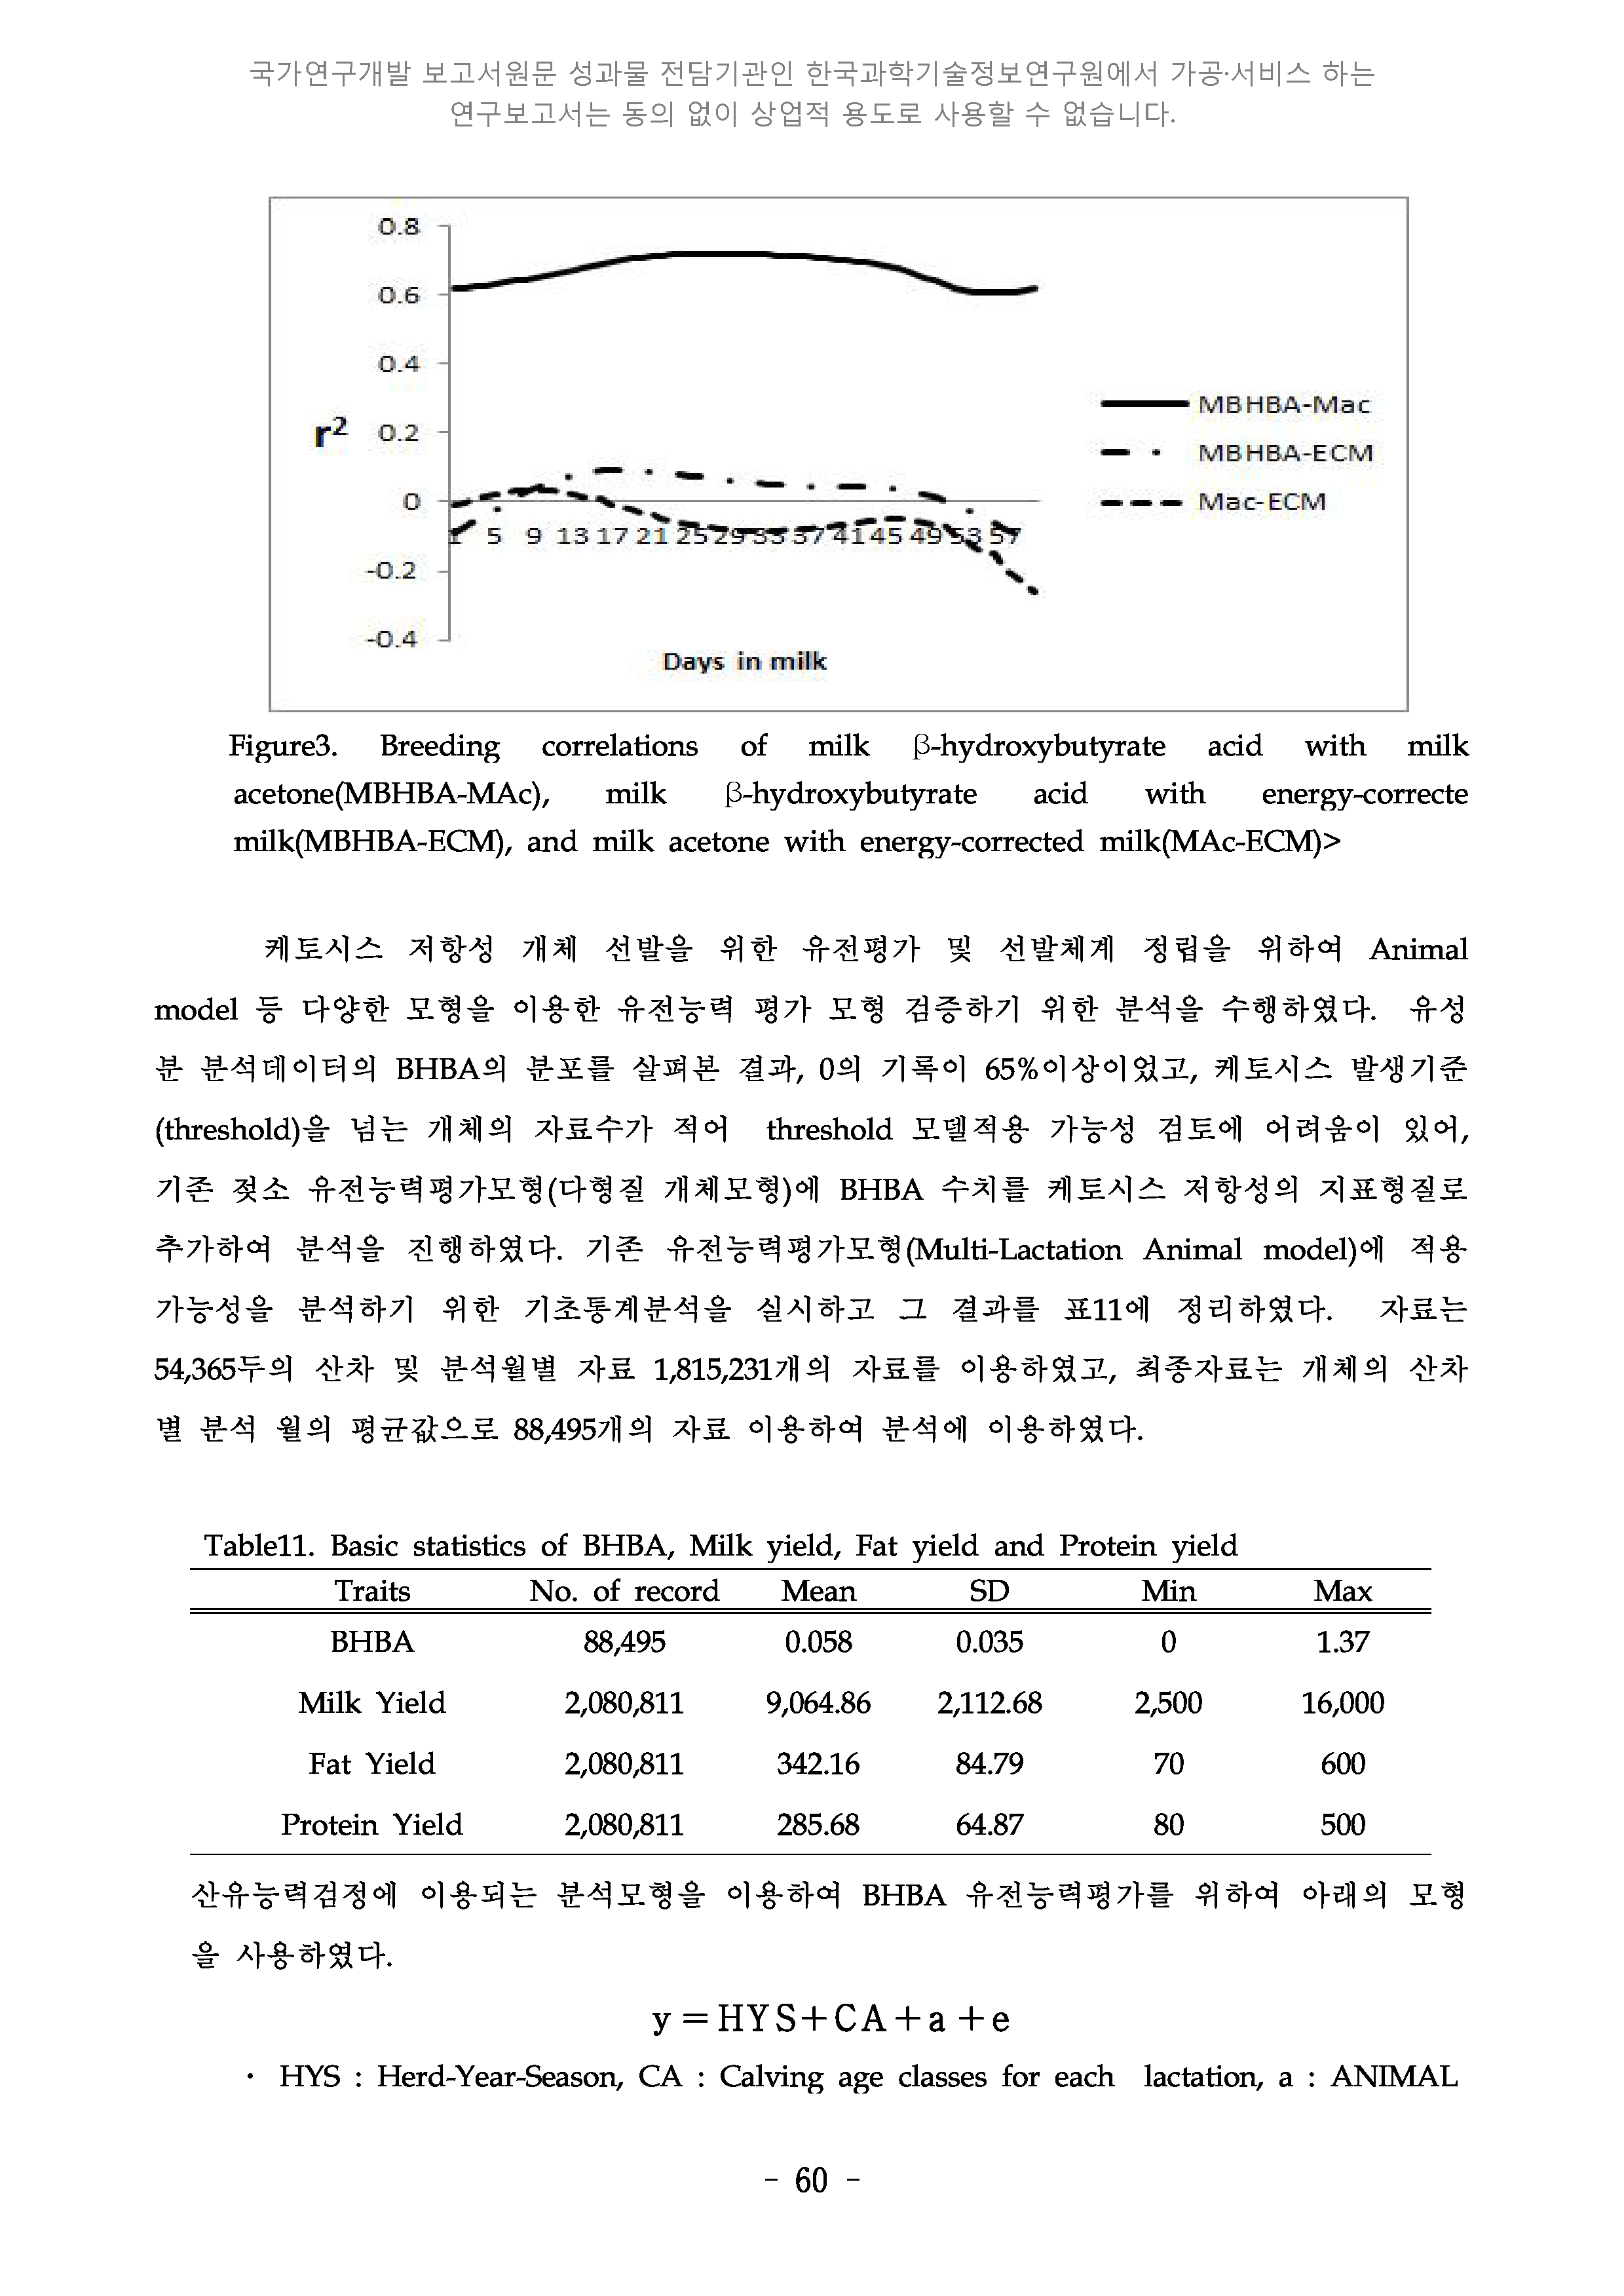 국가연구개발 보고서원문 성과물 전담기관인 한국과학기술정보연구원에서 가공·서비스 하는
연구보고서는 동의 없이 상업적 용도로 사용할 수 없습니다.
0.8
0.6
0.4
r² 0.2
0
-0.2
-0.4
1 5 9 13 17 21 25 29 33 37 41 45 49 53 57
Days in milk
MBHBA-Mac
MBHBA-ECM
Mac-ECM
Figure3. Breeding correlations of milk β-hydroxybutyrate acid with milk
acetone(MBHBA-MAc), milk β-hydroxybutyrate acid with energy-correcte
milk(MBHBA-ECM), and milk acetone with energy-corrected milk(MAc-ECM)>
케토시스 저항성 개체 선발을 위한 유전평가 및 선발체계 정립을 위하여 Animal
model 등 다양한 모형을 이용한 유전능력 평가 모형 검증하기 위한 분석을 수행하였다. 유성
분 분석데이터의 BHBA의 분포를 살펴본 결과, 0의 기록이 65%이상이었고, 케토시스 발생기준
(threshold)을 넘는 개체의 자료수가 적어 threshold 모델적용 가능성 검토에 어려움이 있어,
기존 젖소 유전능력평가모형(다형질 개체모형)에 BHBA 수치를 케토시스 저항성의 지표형질로
추가하여 분석을 진행하였다. 기존 유전능력평가모형(Multi-Lactation Animal model)에 적용
가능성을 분석하기 위한 기초통계분석을 실시하고 그 결과를 표11에 정리하였다. 자료는
54,365두의 산차 및 분석월별 자료 1,815,231개의 자료를 이용하였고, 최종자료는 개체의 산차
별 분석 월의 평균값으로 88,495개의 자료 이용하여 분석에 이용하였다.
Table11. Basic statistics of BHBA, Milk yield, Fat yield and Protein yield
Traits No. of record Mean SD Min Max
BHBA 88,495 0.058 0.035 0 1.37
Milk Yield 2,080,811 9,064.86 2,112.68 2,500 16,000
Fat Yield 2,080,811 342.16 84.79 70 600
Protein Yield 2,080,811 285.68 64.87 80 500
산유능력검정에 이용되는 분석모형을 이용하여 BHBA 유전능력평가를 위하여 아래의 모형
을 사용하였다.
y = HYS+CA+a+e
· HYS : Herd-Year-Season, CA : Calving age classes for each lactation, a : ANIMAL
- 60 -